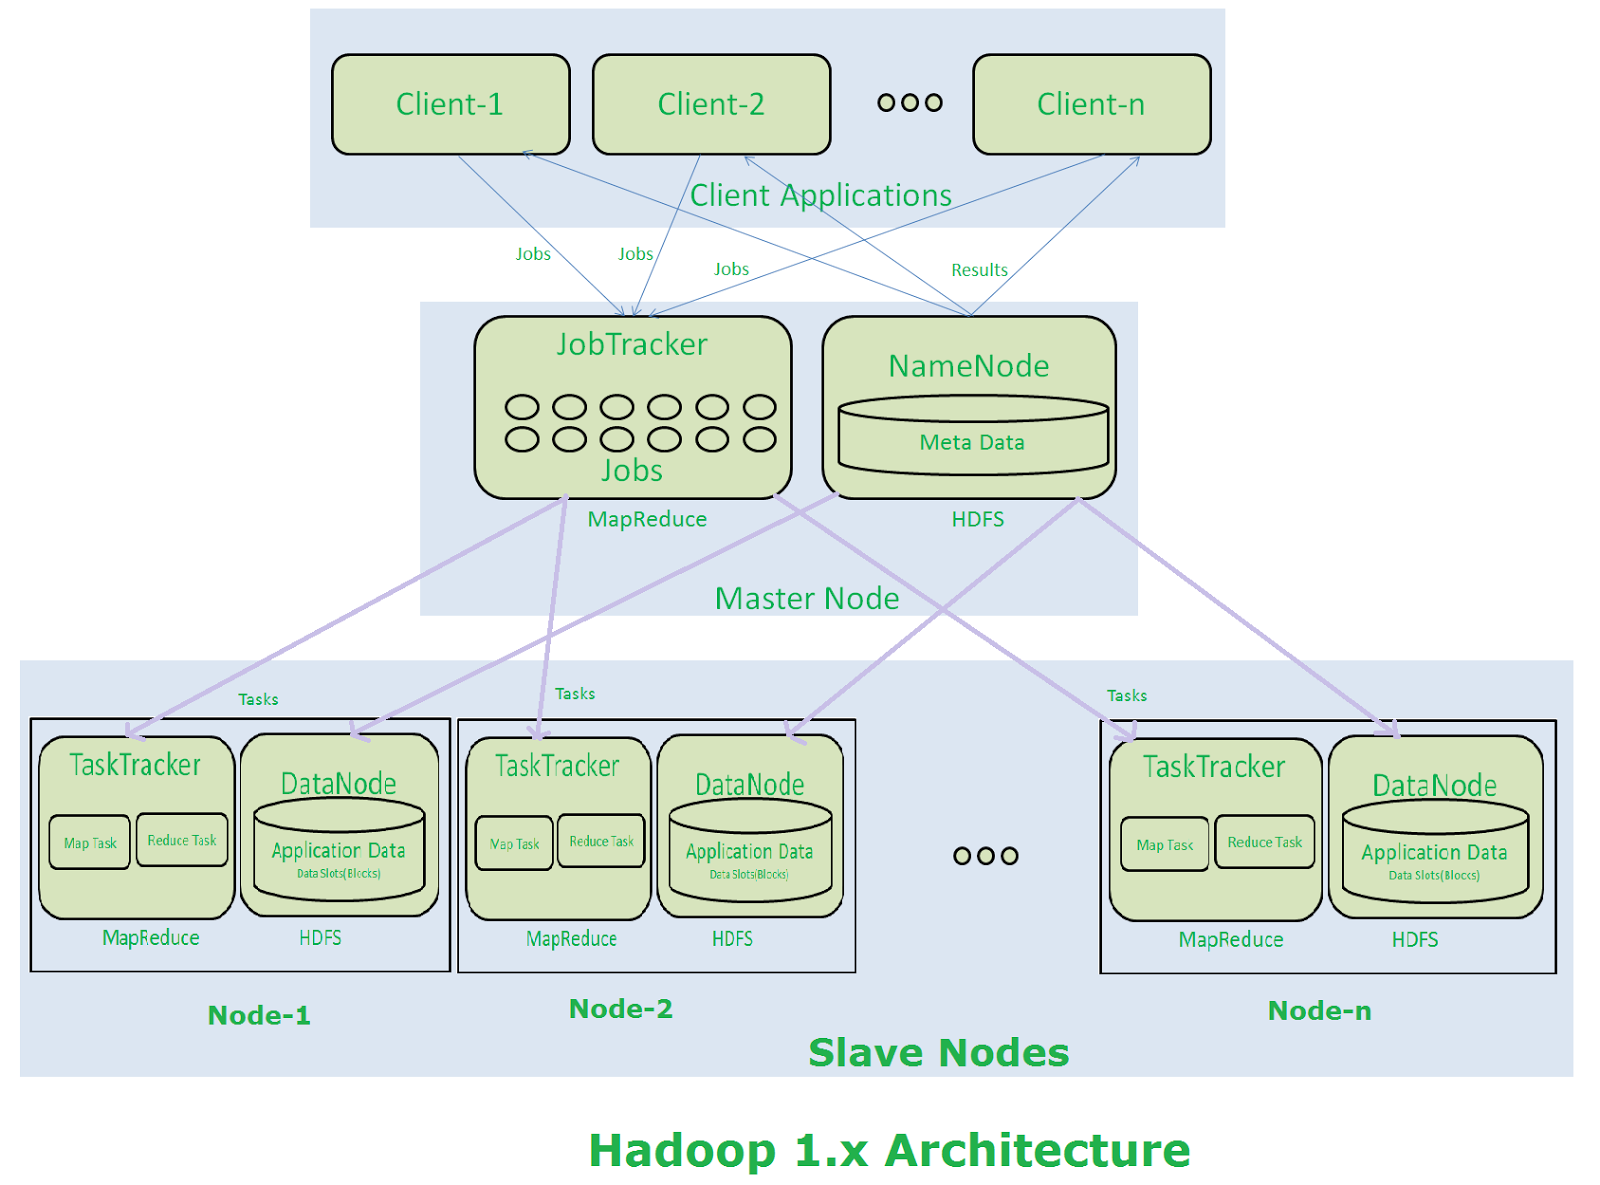 Client-1
Client-2
Client-n
Client Applications
Jobs
Jobs
Jobs
Results
JobTracker
Jobs
MapReduce
NameNode
Meta Data
HDFS
Master Node
Tasks
Tasks
Tasks
TaskTracker
Map Task
Reduce Task
MapReduce
DataNode
Application Data
Data Slots(Blocks)
HDFS
Node-1
TaskTracker
Map Task
Reduce Task
MapReduce
DataNode
Application Data
Data Slots(Blocks)
HDFS
Node-2
TaskTracker
Map Task
Reduce Task
MapReduce
DataNode
Application Data
Data Slots(Blocks)
HDFS
Node-n
Slave Nodes
Hadoop 1.x Architecture